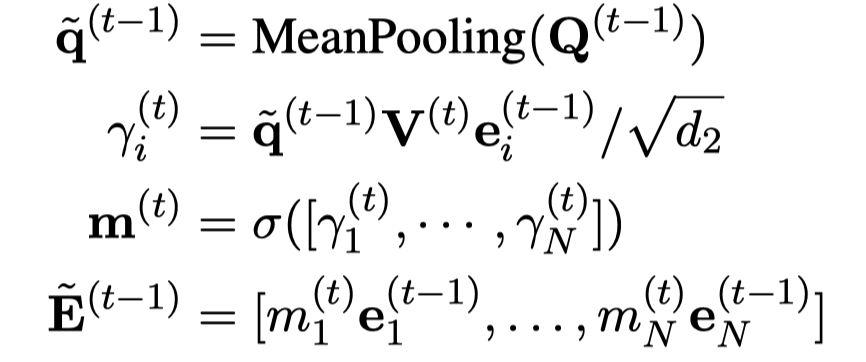 q̃^(t−1) = MeanPooling(Q^(t−1))
γ_i^(t) = q̃^(t−1) V^(t) e_i^(t−1) / √d_2
m^(t) = σ([γ_1^(t), ⋯ , γ_N^(t)])
Ẽ^(t−1) = [m_1^(t) e_1^(t−1), . . . , m_N^(t) e_N^(t−1)]